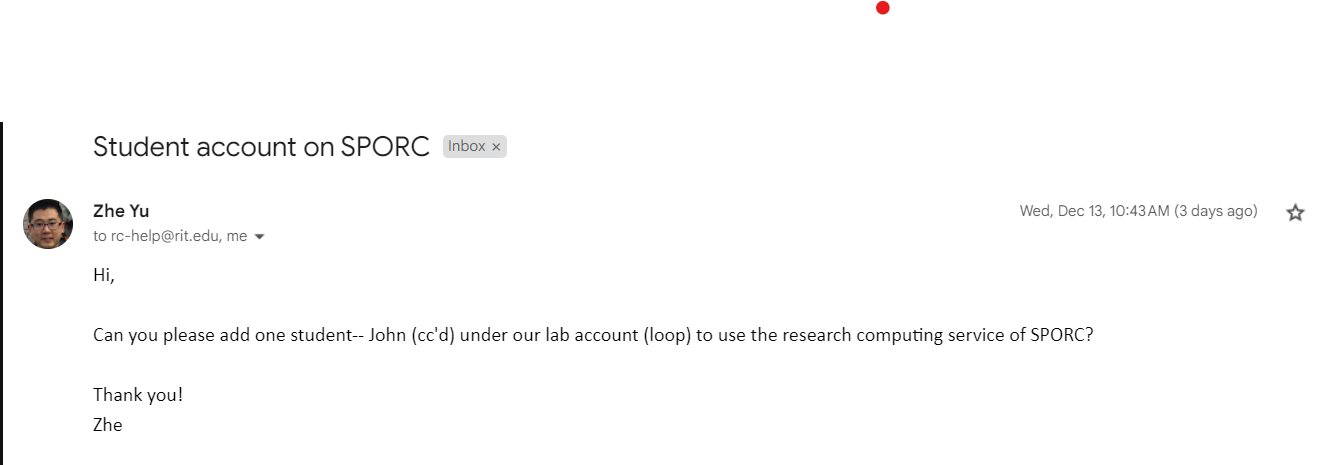 Student account on SPORC Inbox ×
Zhe Yu Wed, Dec 13, 10:43 AM (3 days ago)
to rc-help@rit.edu, me
Hi,
Can you please add one student-- John (cc'd) under our lab account (loop) to use the research computing service of SPORC?
Thank you!
Zhe